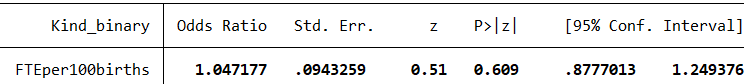 Kind_binary Odds Ratio Std. Err. z P>|z| [95% Conf. Interval]
FTEper100births 1.047177 .0943259 0.51 0.609 .8777013 1.249376